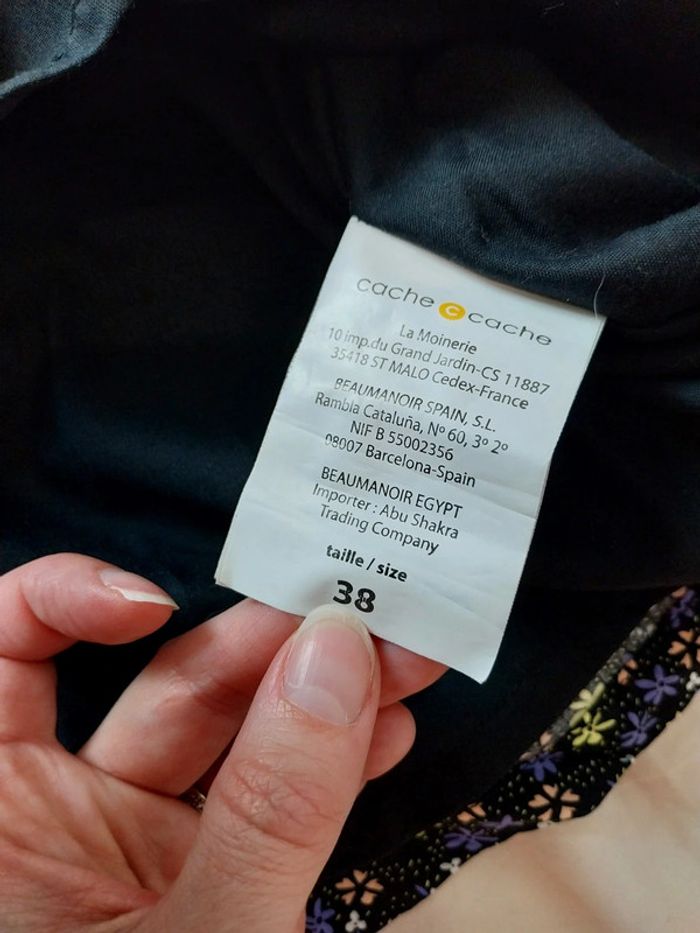 cache c cache
La Moinerie
10 imp.du Grand Jardin-CS 11887
35418 ST MALO Cedex-France
BEAUMANOIR SPAIN, S.L.
Rambla Cataluña, Nº 60, 3º 2º
NIF B 55002356
08007 Barcelona-Spain
BEAUMANOIR EGYPT
Importer : Abu Shakra
Trading Company
taille / size
38